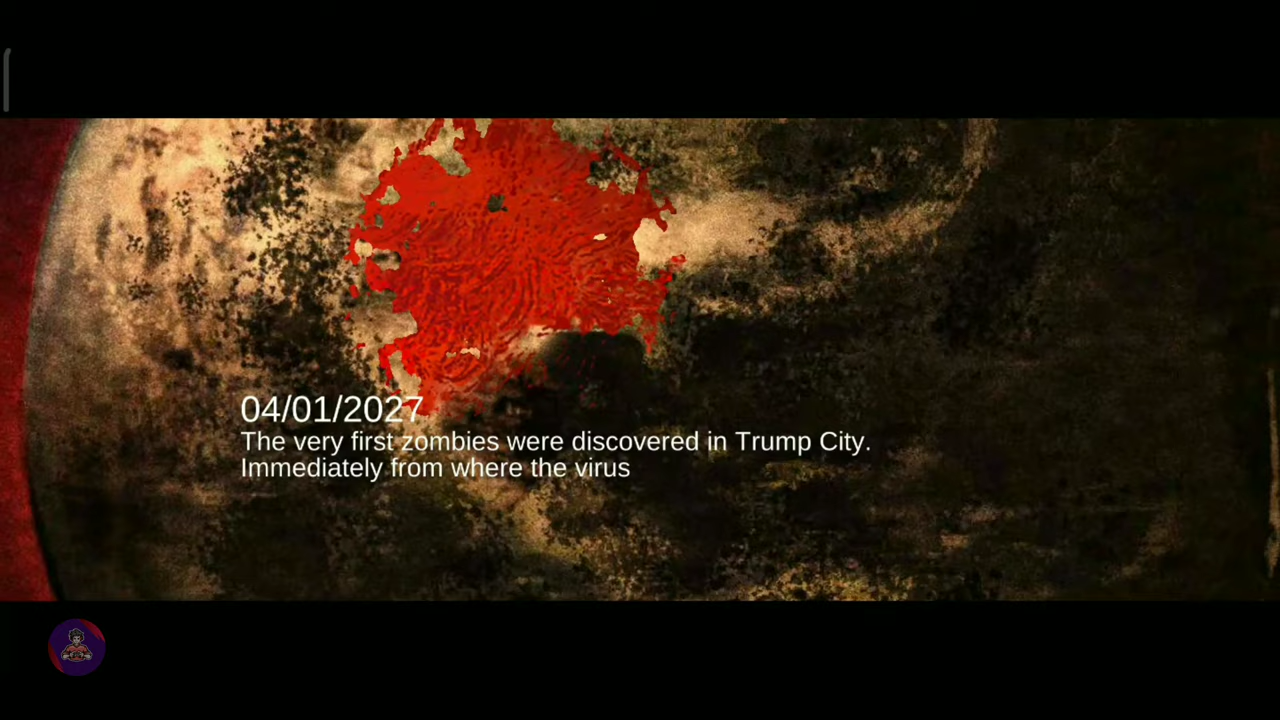 04/01/2027
The very first zombies were discovered in Trump City.
Immediately from where the virus